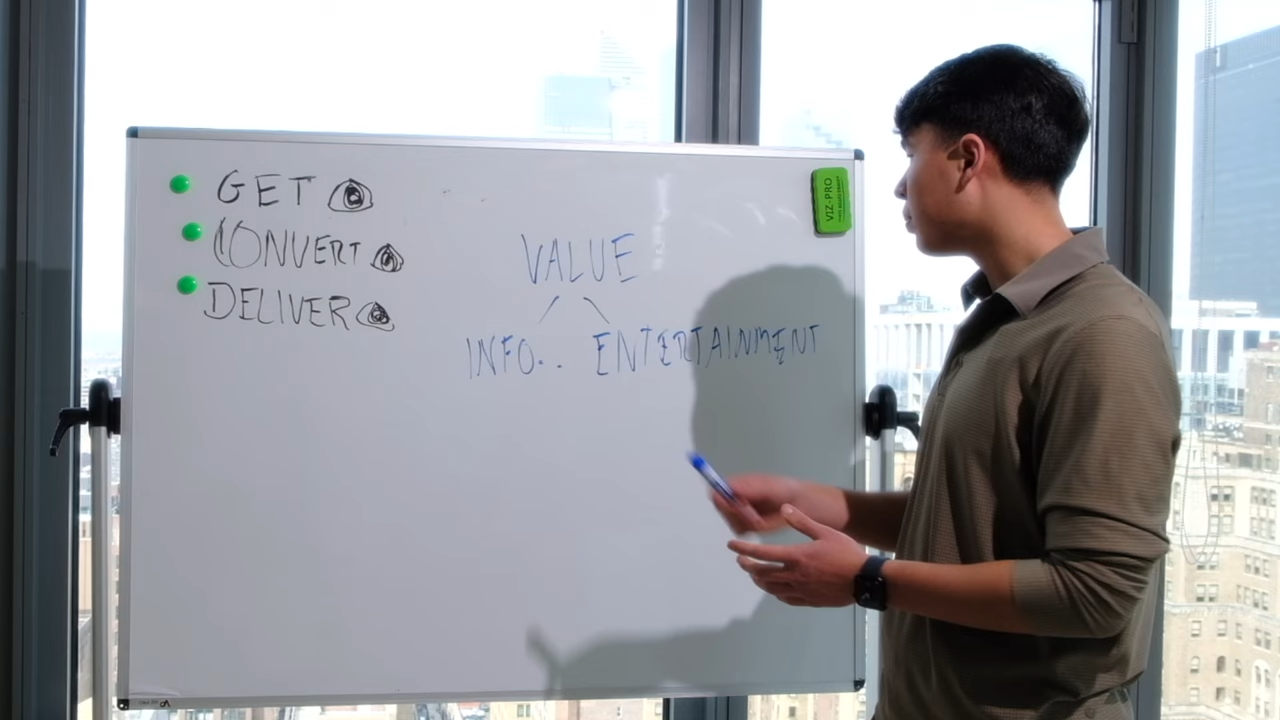 GET
CONVERT
DELIVER
VALUE
INFO.. ENTERTAINMENT
VIZ-PRO